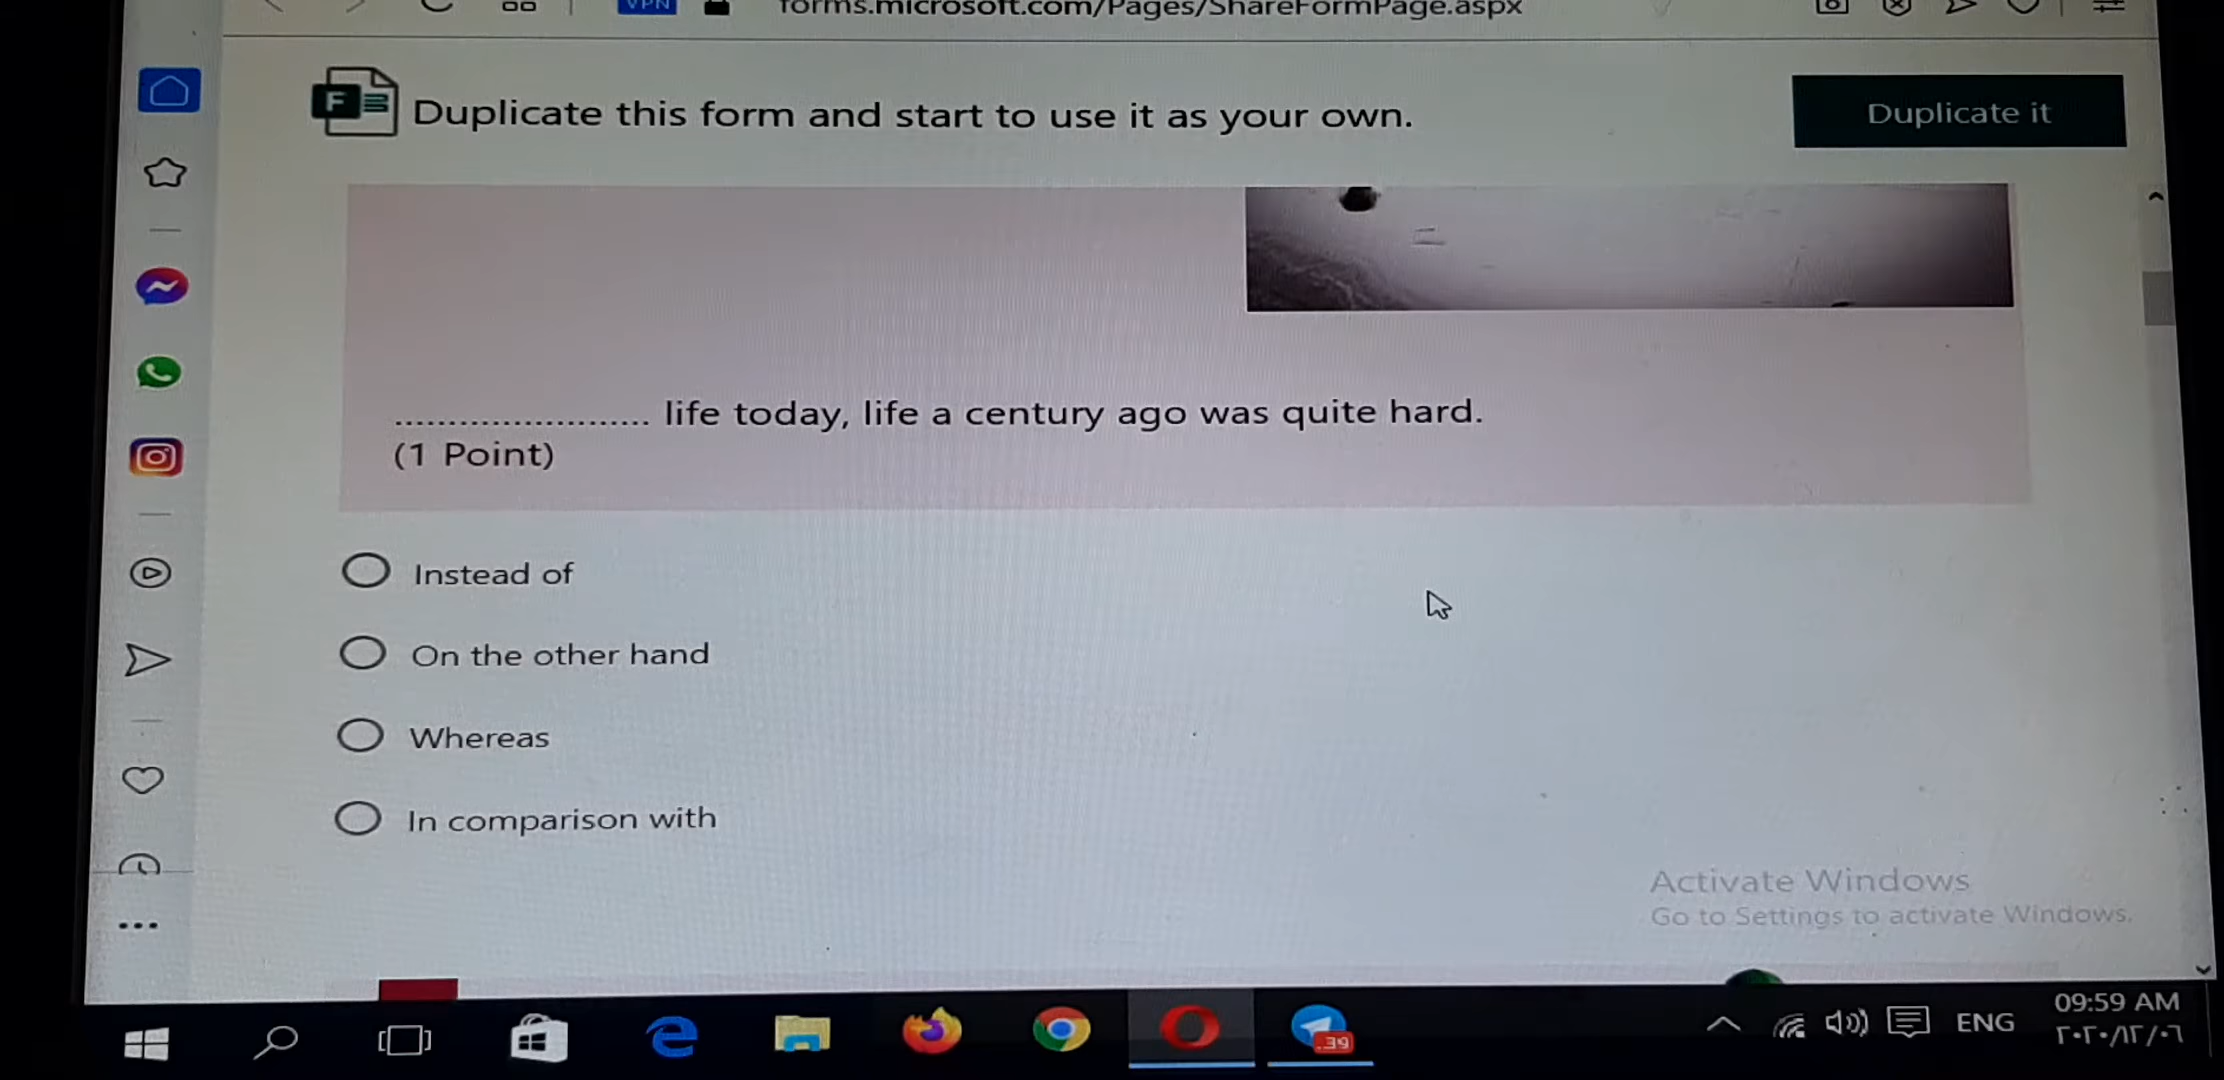 VPN
forms.microsoft.com/Pages/ShareFormPage.aspx
F
Duplicate this form and start to use it as your own.
Duplicate it
........................ life today, life a century ago was quite hard.
(1 Point)
Instead of
On the other hand
Whereas
In comparison with
Activate Windows
Go to Settings to activate Windows.
.39
ENG
09:59 AM
٢٠٢٠/١٢/٠٦